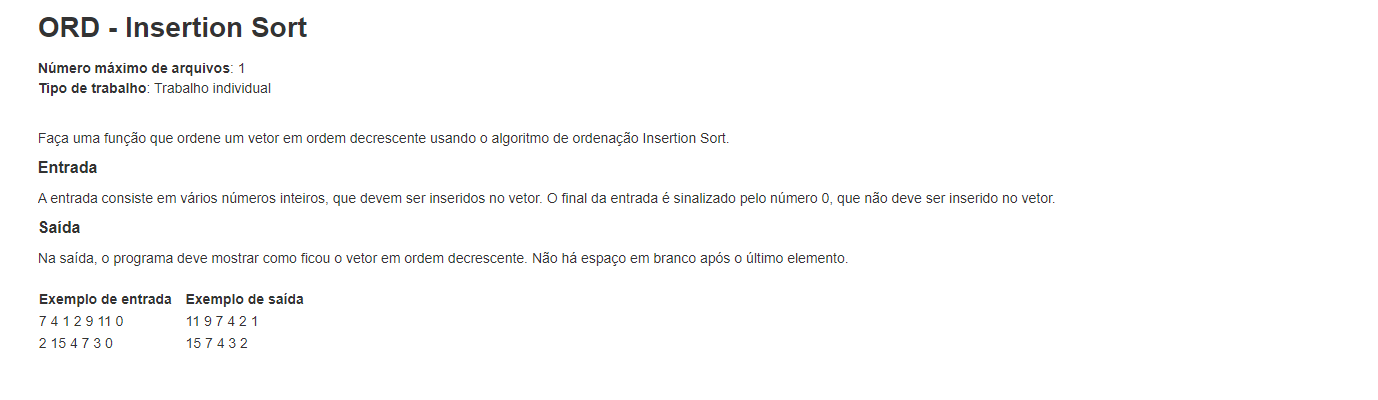 ORD - Insertion Sort
Número máximo de arquivos: 1
Tipo de trabalho: Trabalho individual
Faça uma função que ordene um vetor em ordem decrescente usando o algoritmo de ordenação Insertion Sort.
Entrada
A entrada consiste em vários números inteiros, que devem ser inseridos no vetor. O final da entrada é sinalizado pelo número 0, que não deve ser inserido no vetor.
Saída
Na saída, o programa deve mostrar como ficou o vetor em ordem decrescente. Não há espaço em branco após o último elemento.
Exemplo de entrada Exemplo de saída
7 4 1 2 9 11 0 11 9 7 4 2 1
2 15 4 7 3 0 15 7 4 3 2